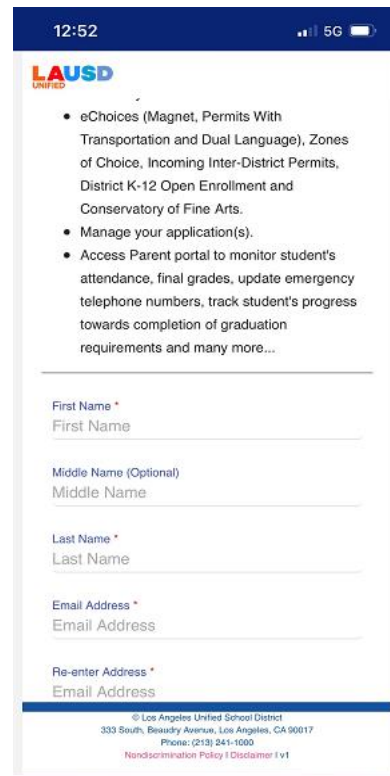 12:52
5G
LAUSD
UNIFIED
• eChoices (Magnet, Permits With
Transportation and Dual Language), Zones
of Choice, Incoming Inter-District Permits,
District K-12 Open Enrollment and
Conservatory of Fine Arts.
• Manage your application(s).
• Access Parent portal to monitor student's
attendance, final grades, update emergency
telephone numbers, track student's progress
towards completion of graduation
requirements and many more...
First Name *
First Name
Middle Name (Optional)
Middle Name
Last Name *
Last Name
Email Address *
Email Address
Re-enter Address *
Email Address
© Los Angeles Unified School District
333 South, Beaudry Avenue, Los Angeles, CA 90017
Phone: (213) 241-1000
Nondiscrimination Policy | Disclaimer | v1